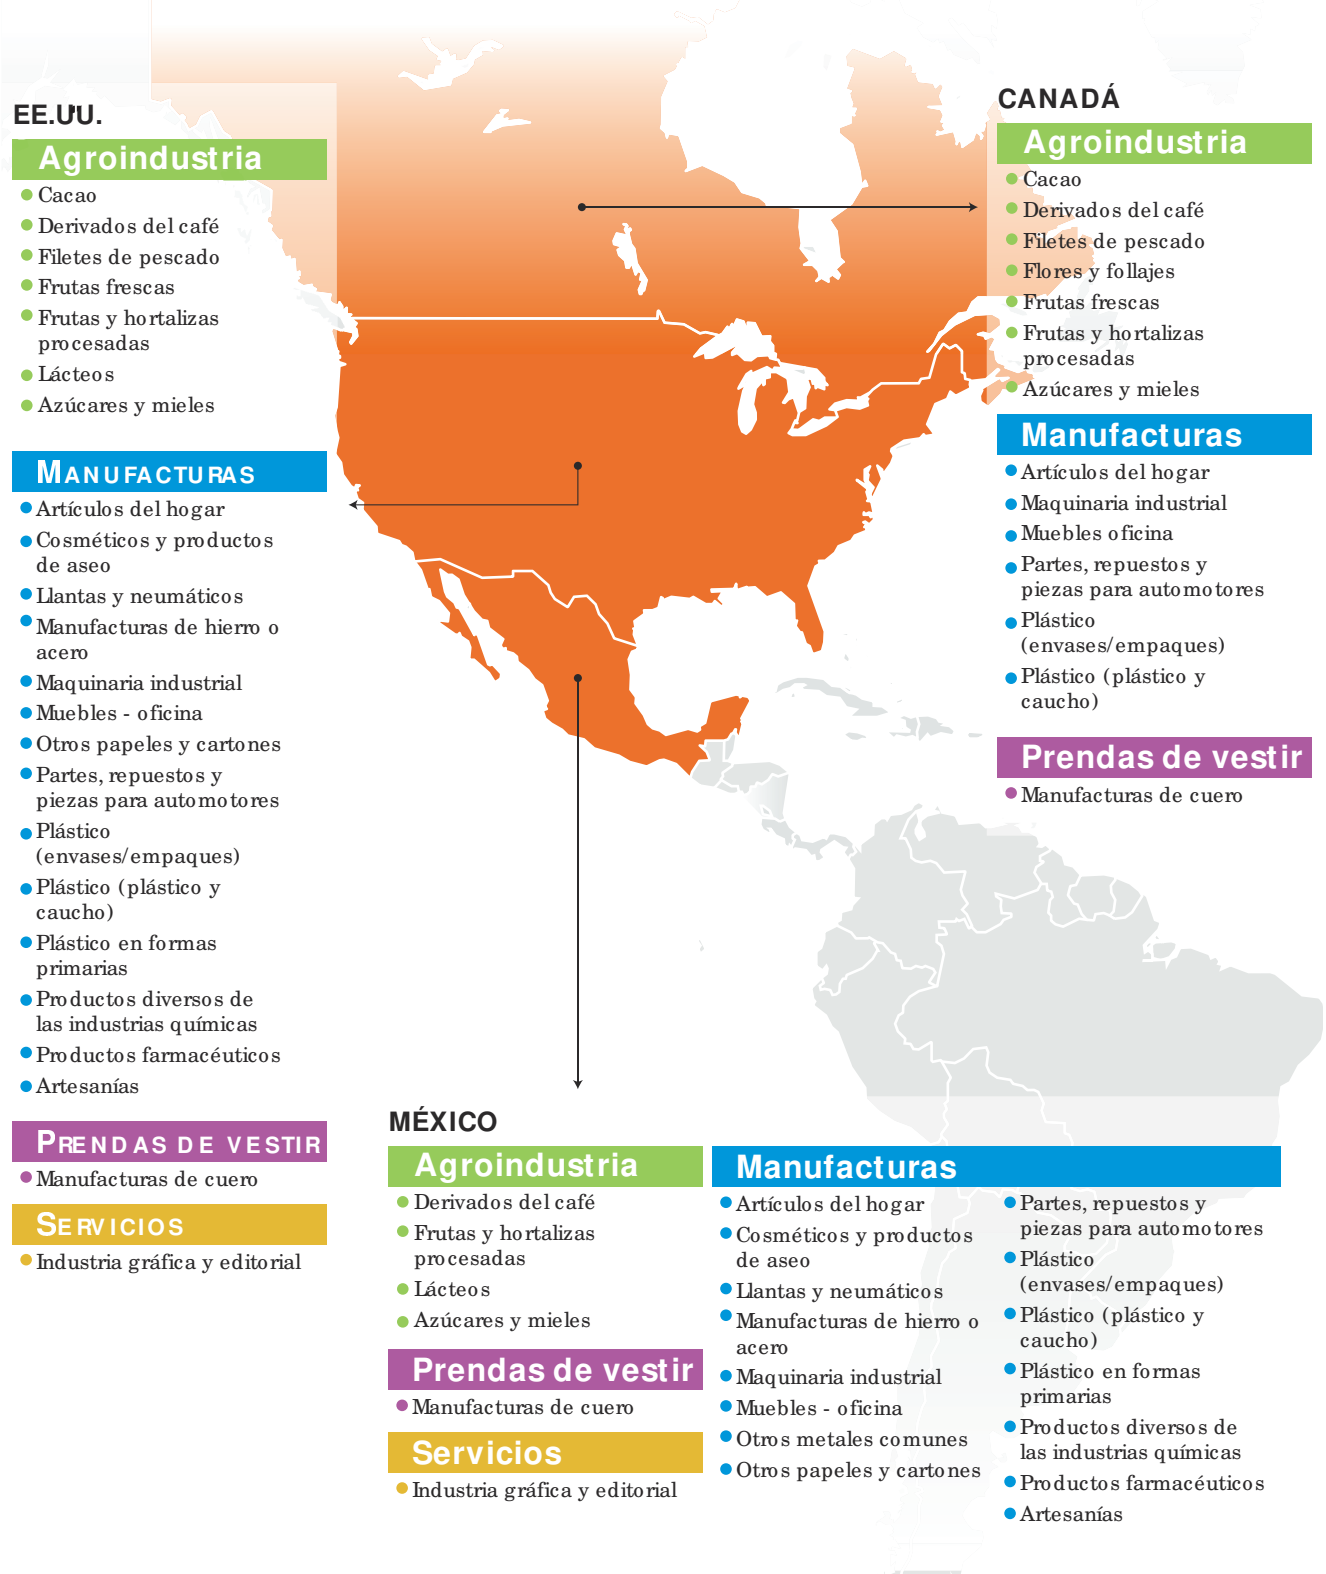 EE.UU.
Agroindustria
Cacao
Derivados del café
Filetes de pescado
Frutas frescas
Frutas y hortalizas
procesadas
Lácteos
Azúcares y mieles
MANUFACTURAS
Artículos del hogar
Cosméticos y productos
de aseo
Llantas y neumáticos
Manufacturas de hierro o
acero
Maquinaria industrial
Muebles - oficina
Otros papeles y cartones
Partes, repuestos y
piezas para automotores
Plástico
(envases/empaques)
Plástico (plástico y
caucho)
Plástico en formas
primarias
Productos diversos de
las industrias químicas
Productos farmacéuticos
Artesanías
PRENDAS DE VESTIR
Manufacturas de cuero
SERVICIOS
Industria gráfica y editorial
CANADÁ
Agroindustria
Cacao
Derivados del café
Filetes de pescado
Flores y follajes
Frutas frescas
Frutas y hortalizas
procesadas
Azúcares y mieles
Manufacturas
Artículos del hogar
Maquinaria industrial
Muebles oficina
Partes, repuestos y
piezas para automotores
Plástico
(envases/empaques)
Plástico (plástico y
caucho)
Prendas de vestir
Manufacturas de cuero
MÉXICO
Agroindustria
Derivados del café
Frutas y hortalizas
procesadas
Lácteos
Azúcares y mieles
Prendas de vestir
Manufacturas de cuero
Servicios
Industria gráfica y editorial
Manufacturas
Artículos del hogar
Cosméticos y productos
de aseo
Llantas y neumáticos
Manufacturas de hierro o
acero
Maquinaria industrial
Muebles - oficina
Otros metales comunes
Otros papeles y cartones
Partes, repuestos y
piezas para automotores
Plástico
(envases/empaques)
Plástico (plástico y
caucho)
Plástico en formas
primarias
Productos diversos de
las industrias químicas
Productos farmacéuticos
Artesanías